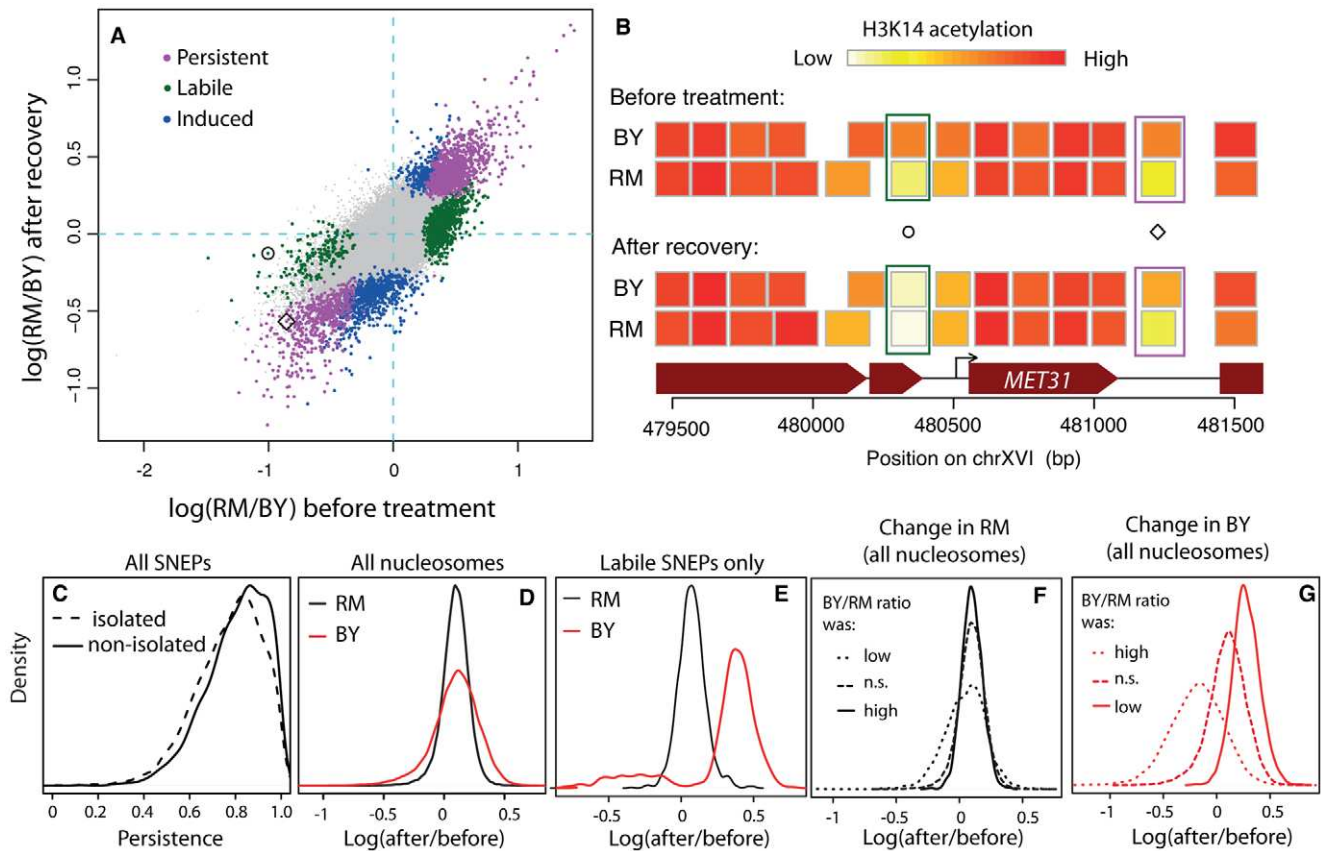 A
Persistent
Labile
Induced
1.0
0.5
0.0
-0.5
-1.0
log(RM/BY) after recovery
-2
-1
0
1
log(RM/BY) before treatment
B
H3K14 acetylation
Low
High
Before treatment:
BY
RM
After recovery:
BY
RM
MET31
479500
480000
480500
481000
481500
Position on chrXVI (bp)
All SNEPs
C
isolated
non-isolated
Density
0
0.2
0.4
0.6
0.8
1.0
Persistence
All nucleosomes
D
RM
BY
-1
0
0.5
Log(after/before)
Labile SNEPs only
E
RM
BY
-0.5
0
0.5
Log(after/before)
Change in RM
(all nucleosomes)
F
BY/RM ratio
was:
low
n.s.
high
-1
-0.5
0
0.5
Log(after/before)
Change in BY
(all nucleosomes)
G
BY/RM ratio
was:
high
n.s.
low
-1
-0.5
0
0.5
Log(after/before)